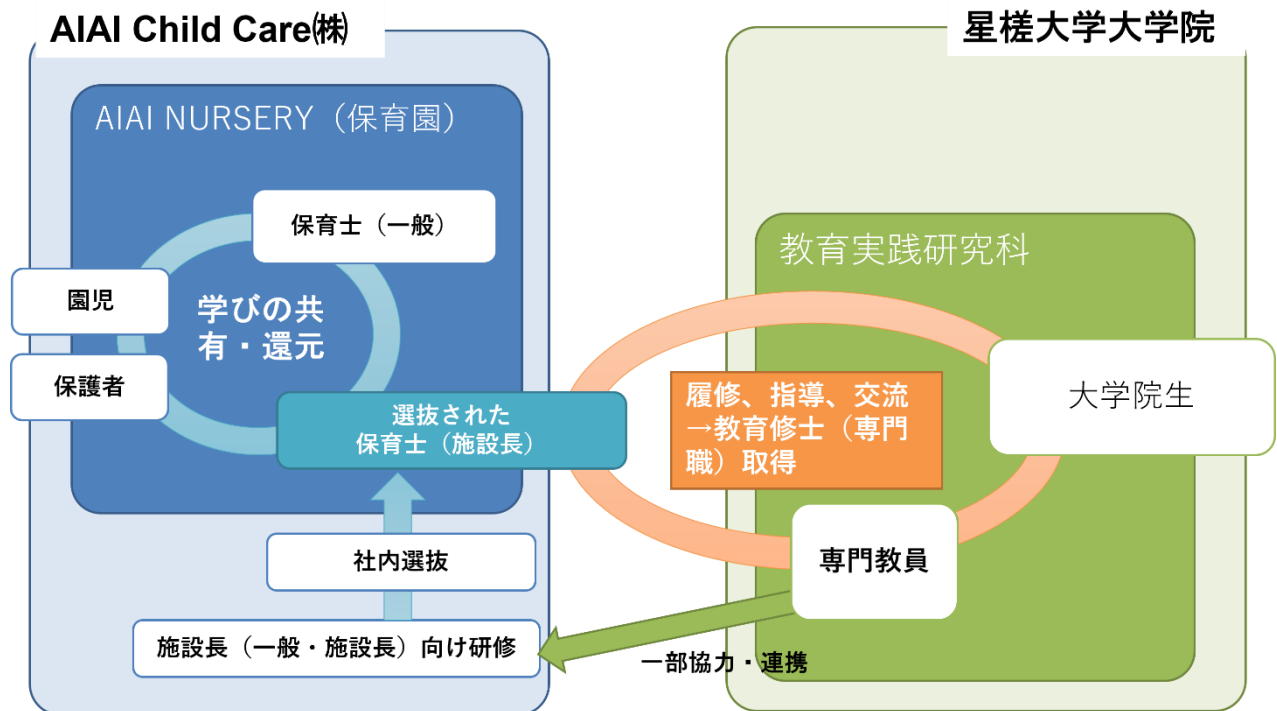 AIAI Child Care㈱
星槎大学大学院
AIAI NURSERY（保育園）
保育士（一般）
園児
学びの共
有・還元
保護者
選抜された
保育士（施設長）
社内選抜
施設長（一般・施設長）向け研修
教育実践研究科
履修、指導、交流
→教育修士（専門
職）取得
大学院生
専門教員
一部協力・連携